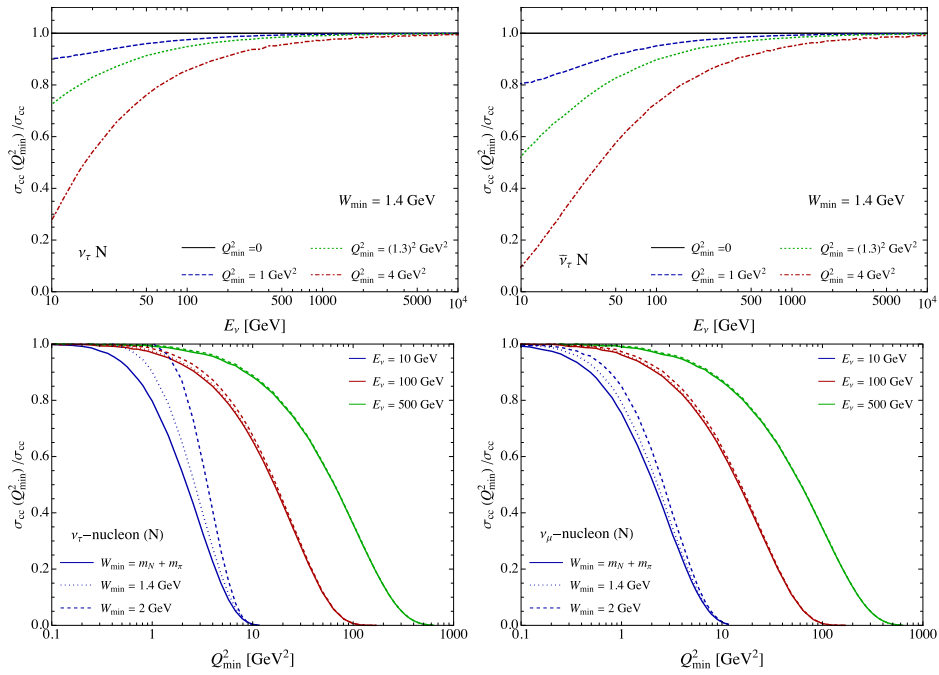 1.0
0.8
0.6
0.4
0.2
0.0
σcc (Q²min) /σcc
Wmin = 1.4 GeV
ντ N
Q²min =0
Q²min = (1.3)² GeV²
Q²min = 1 GeV²
Q²min = 4 GeV²
10 50 100 500 1000 10⁴
Eν [GeV]
1.0
0.8
0.6
0.4
0.2
0.0
σcc (Q²min) /σcc
Wmin = 1.4 GeV
ν̄τ N
Q²min =0
Q²min = (1.3)² GeV²
Q²min = 1 GeV²
Q²min = 4 GeV²
10 50 100 500 1000 10⁴
Eν [GeV]
1.0
0.8
0.6
0.4
0.2
0.0
σcc (Q²min) /σcc
Eν = 10 GeV
Eν = 100 GeV
Eν = 500 GeV
ντ−nucleon (N)
Wmin = mN + mπ
Wmin = 1.4 GeV
Wmin = 2 GeV
0.1 1 10 100 1000
Q²min [GeV²]
1.0
0.8
0.6
0.4
0.2
0.0
σcc (Q²min) /σcc
Eν = 10 GeV
Eν = 100 GeV
Eν = 500 GeV
νμ−nucleon (N)
Wmin = mN + mπ
Wmin = 1.4 GeV
Wmin = 2 GeV
0.1 1 10 100 1000
Q²min [GeV²]